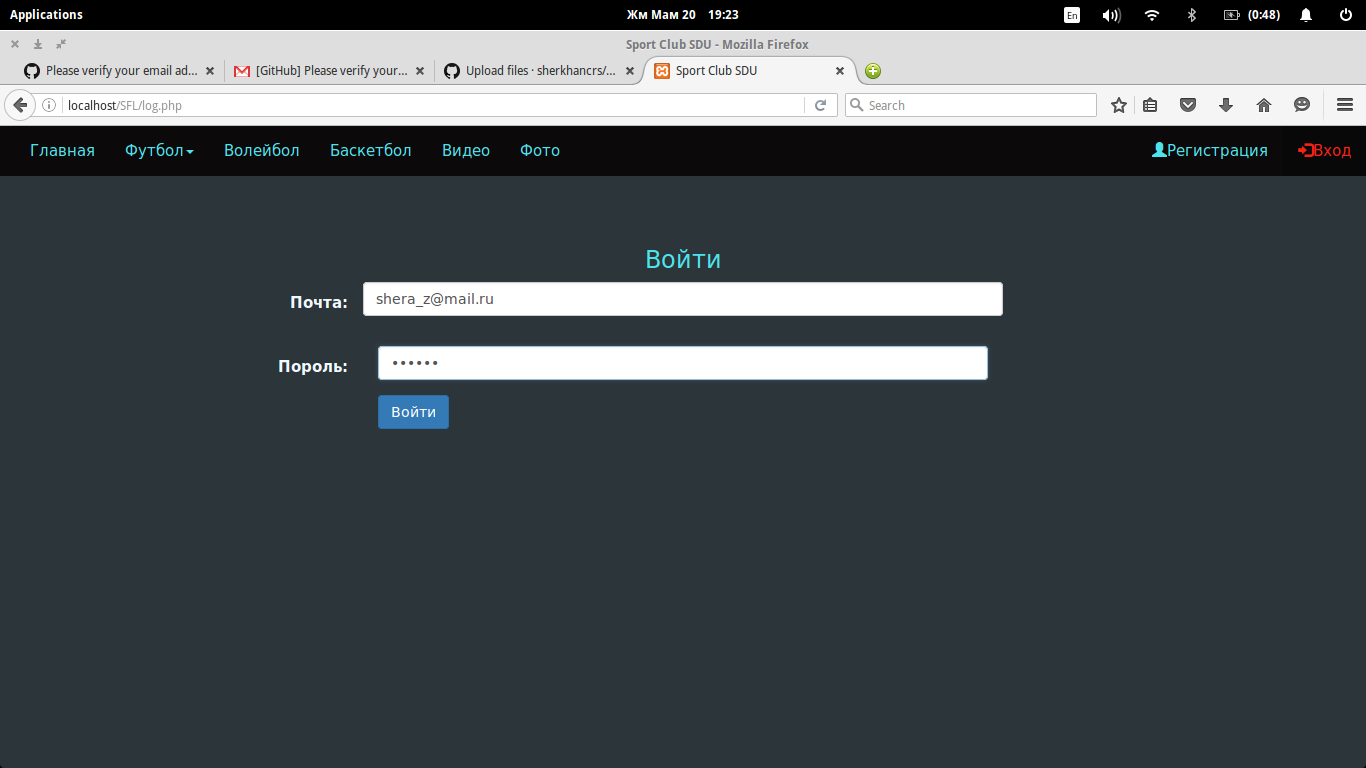 Applications Жм Мам 20 19:23 En (0:48)
Sport Club SDU - Mozilla Firefox
Please verify your email ad... [GitHub] Please verify your... Upload files · sherkhancrs/... Sport Club SDU
localhost/SFL/log.php Search
Главная Футбол Волейбол Баскетбол Видео Фото Регистрация Вход
Войти
Почта: shera_z@mail.ru
Пороль: ••••••
Войти